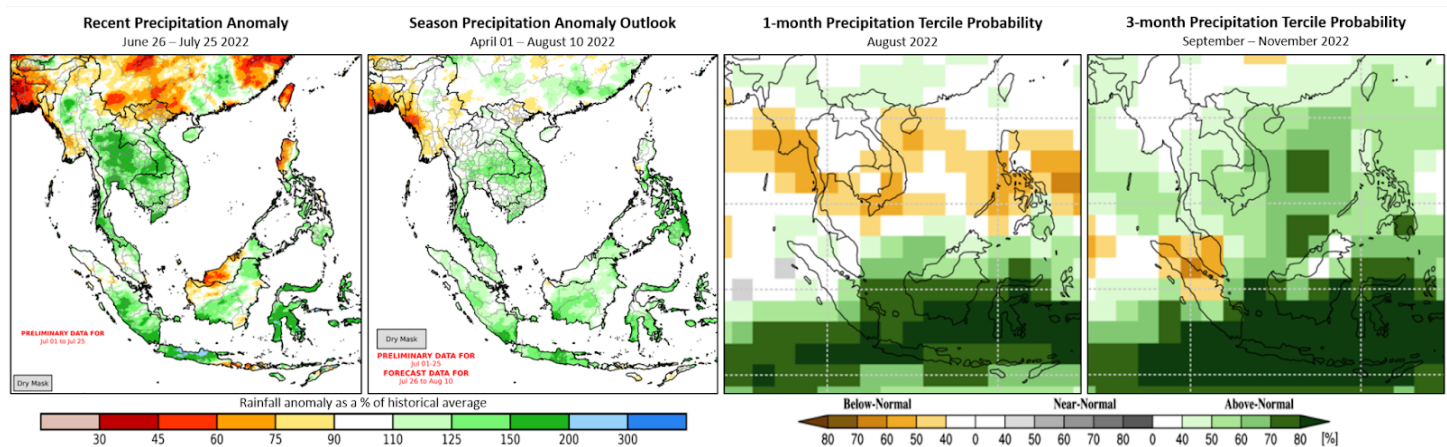 Recent Precipitation Anomaly
June 26 – July 25 2022
Season Precipitation Anomaly Outlook
April 01 – August 10 2022
1-month Precipitation Tercile Probability
August 2022
3-month Precipitation Tercile Probability
September – November 2022
PRELIMINARY DATA FOR
Jul 01 to Jul 25
Dry Mask
Dry Mask
PRELIMINARY DATA FOR
Jul 01-25
FORECAST DATA FOR
Jul 26 to Aug 10
Rainfall anomaly as a % of historical average
30 45 60 75 90 110 125 150 200 300
Below-Normal Near-Normal Above-Normal
80 70 60 50 40 0 40 50 60 70 80 0 40 50 60 70 80 [%]